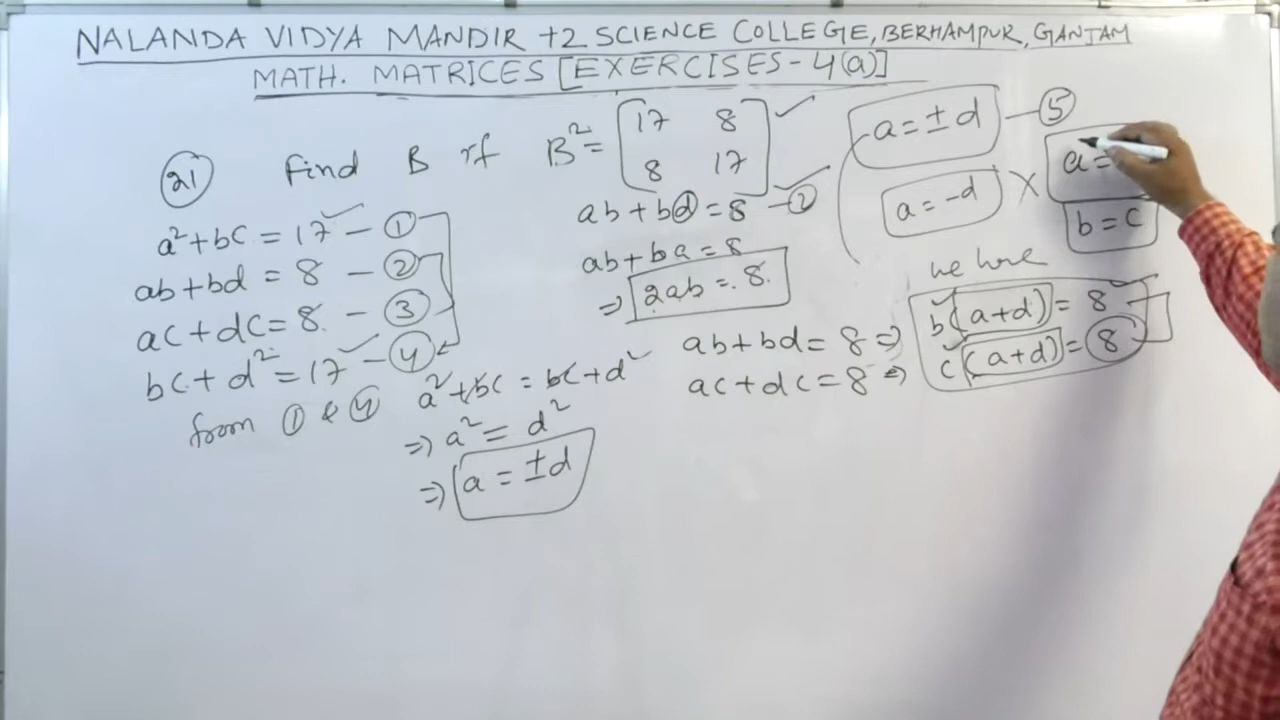 NALANDA VIDYA MANDIR +2 SCIENCE COLLEGE, BERHAMPUR, GANJAM
MATH. MATRICES [EXERCISES-4(a)]
(21) Find B if B² = [17 8
8 17]
a²+bc = 17 — (1)
ab+bd = 8 — (2)
ac+dc = 8 — (3)
bc+d² = 17 — (4)
from (1) & (4) a²+bc = bc+d²
⇒ a² = d²
⇒ a = ±d
ab+bd = 8 — (2)
ab+ba = 8
⇒ 2ab = 8
ab+bd = 8 ⇒
ac+dc = 8 ⇒
a = ±d — (5)
a = -d ×
a =
b = c
we have
b(a+d) = 8
c(a+d) = 8